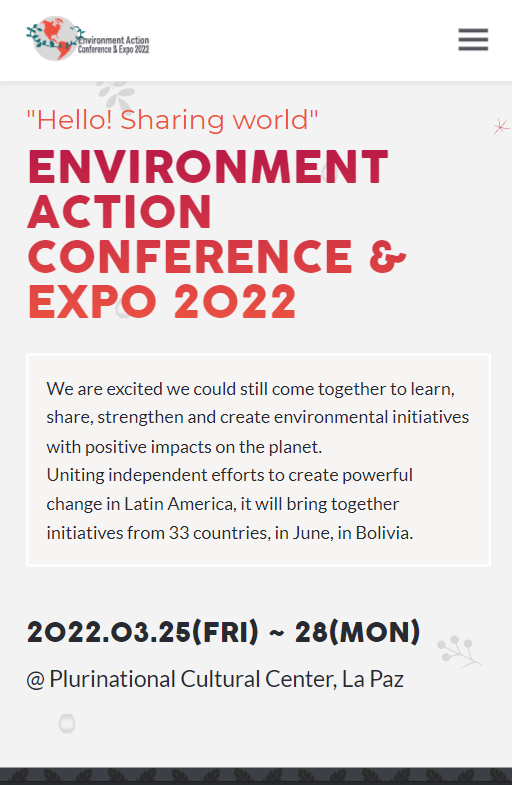 Environment Action
Conference & Expo 2022
"Hello! Sharing world"
ENVIRONMENT
ACTION
CONFERENCE &
EXPO 2022
We are excited we could still come together to learn,
share, strengthen and create environmental initiatives
with positive impacts on the planet.
Uniting independent efforts to create powerful
change in Latin America, it will bring together
initiatives from 33 countries, in June, in Bolivia.
2022.03.25(FRI) ~ 28(MON)
@ Plurinational Cultural Center, La Paz